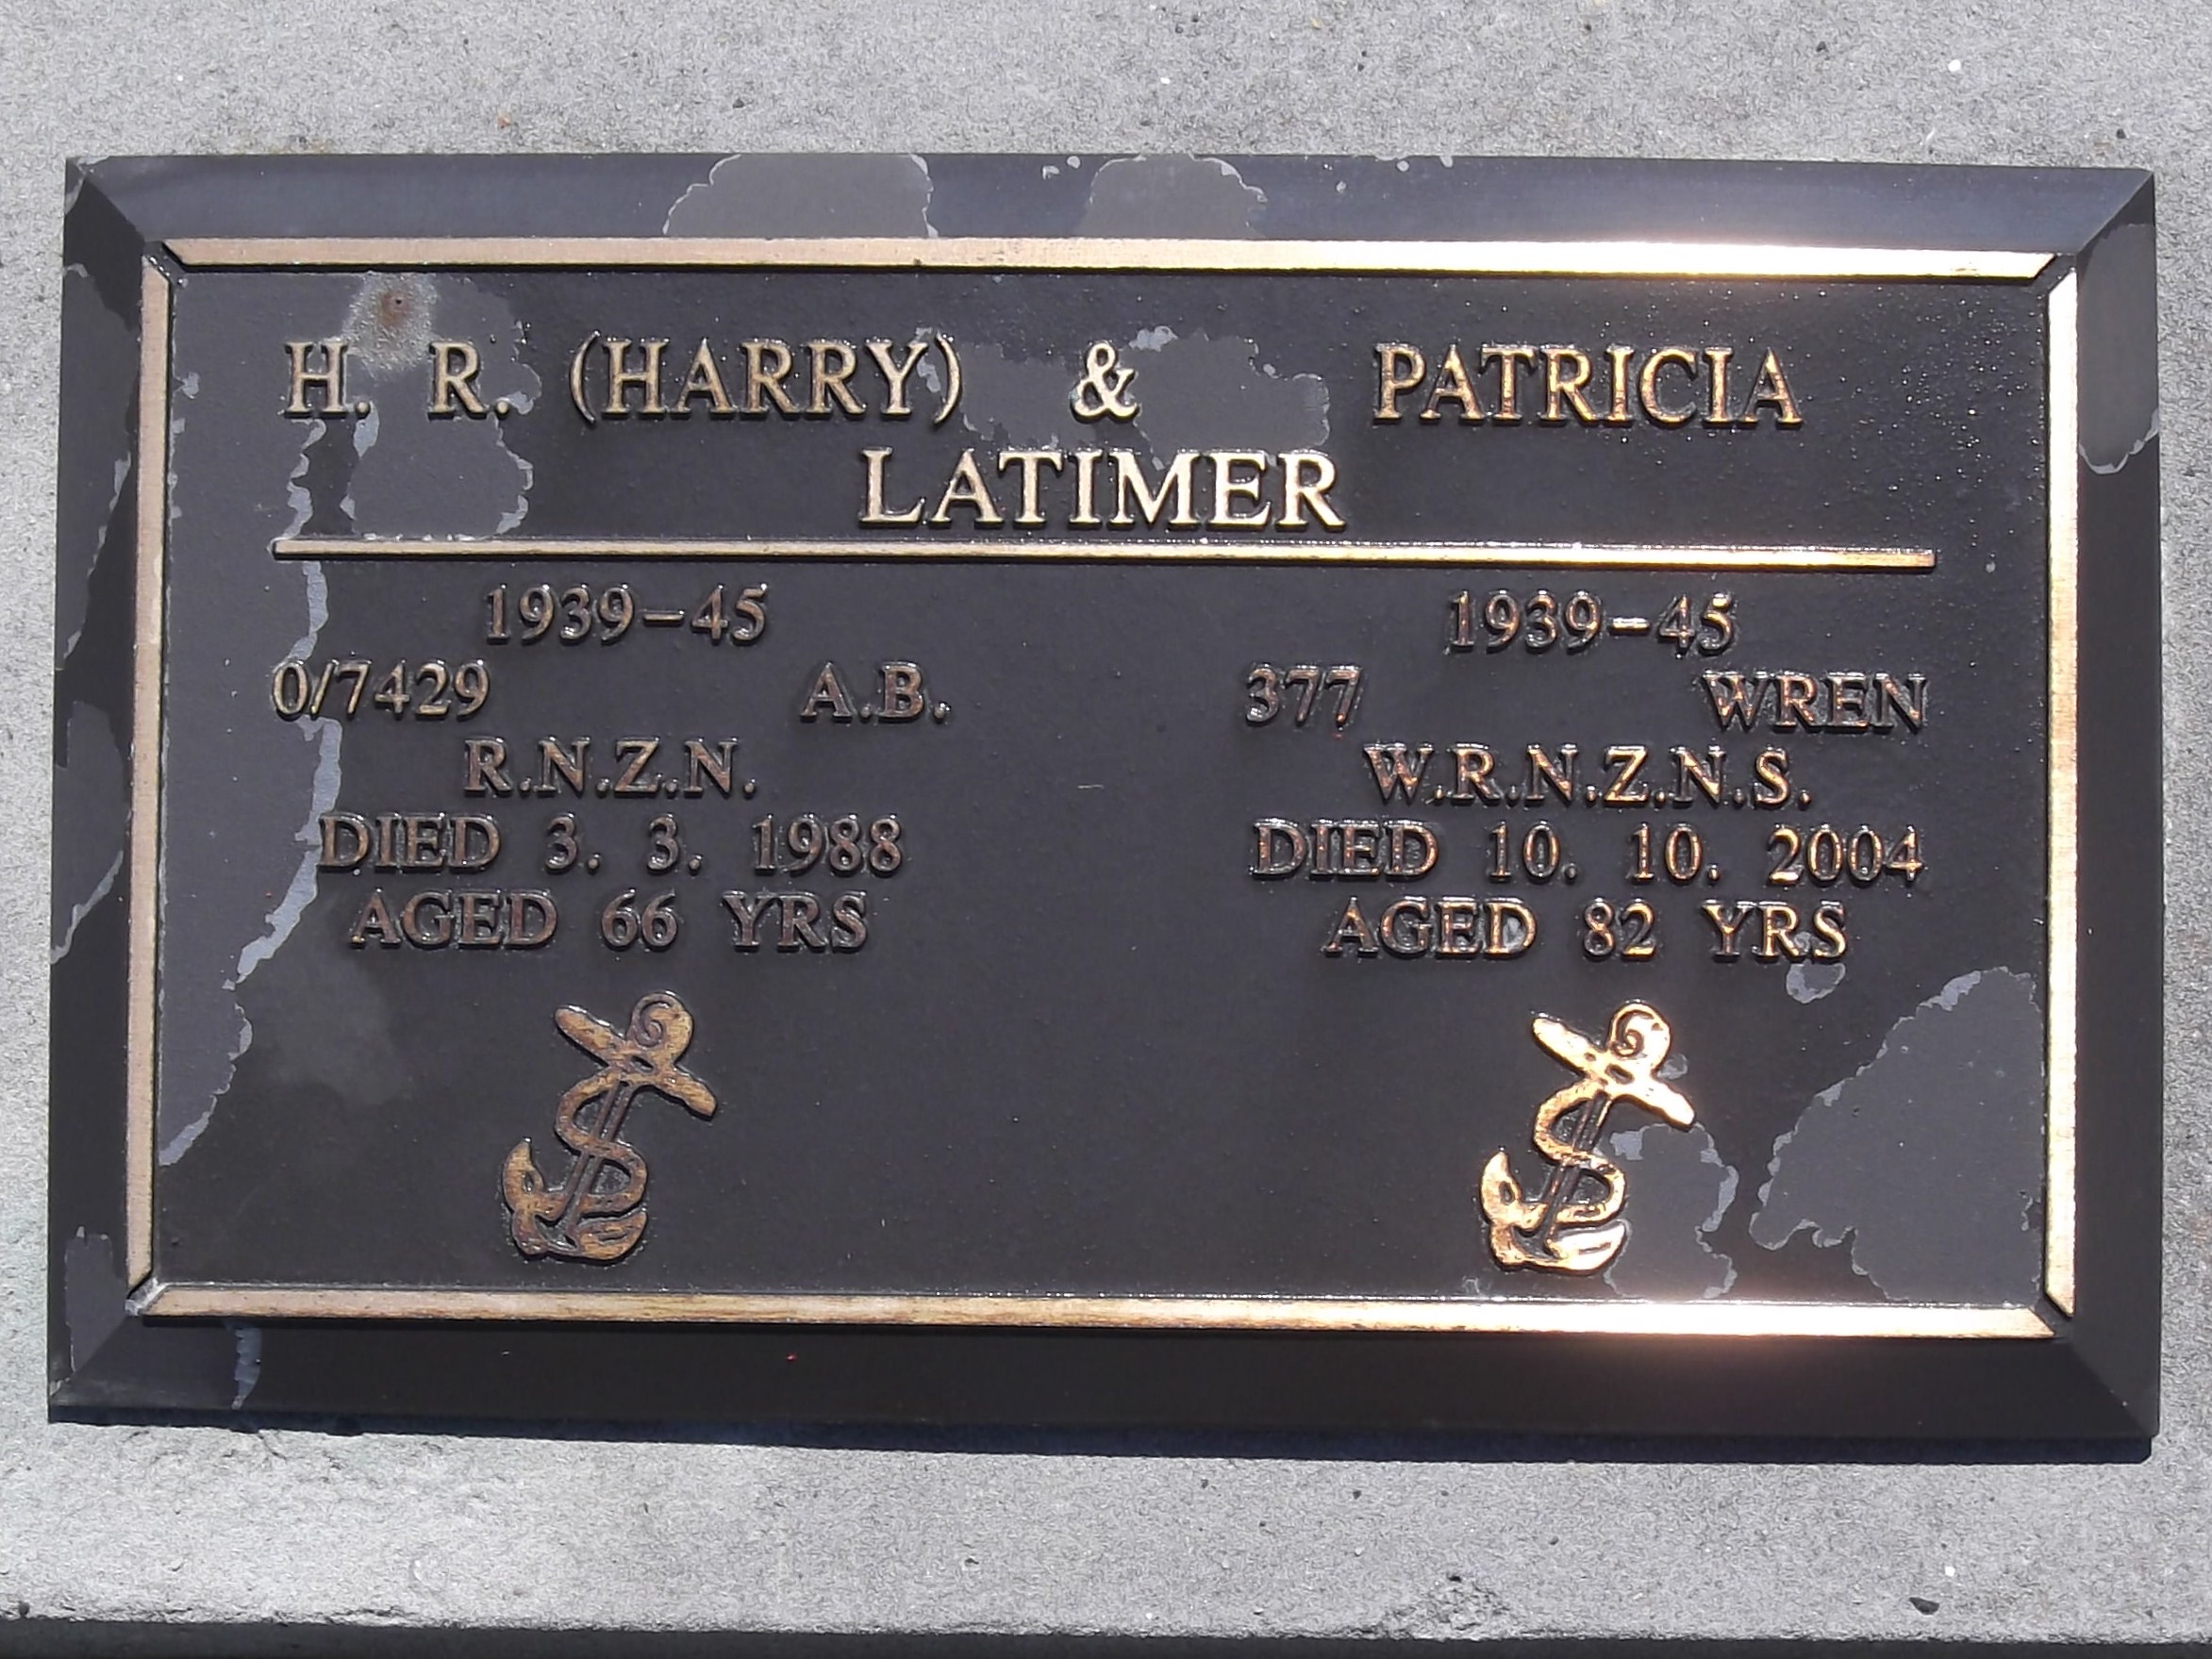 H. R. (HARRY) & PATRICIA
LATIMER
1939-45
0/7429 A.B.
R.N.Z.N.
DIED 3. 3. 1988
AGED 66 YRS
1939-45
377 WREN
W.R.N.Z.N.S.
DIED 10. 10. 2004
AGED 82 YRS